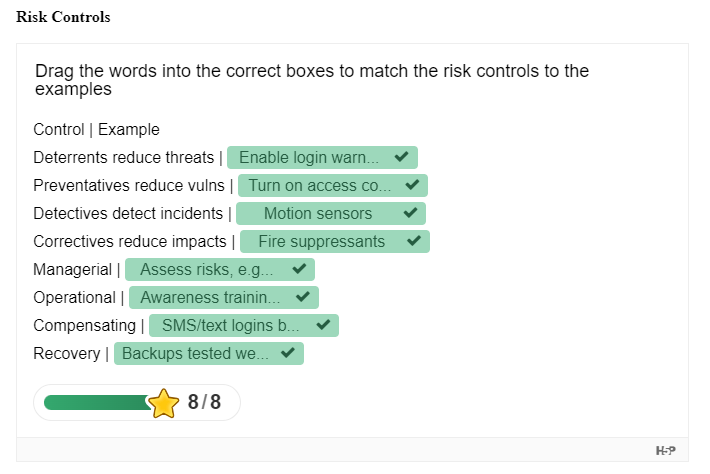 Risk Controls
Drag the words into the correct boxes to match the risk controls to the
examples
Control | Example
Deterrents reduce threats | Enable login warn...
Preventatives reduce vulns | Turn on access co...
Detectives detect incidents | Motion sensors
Correctives reduce impacts | Fire suppressants
Managerial | Assess risks, e.g...
Operational | Awareness trainin...
Compensating | SMS/text logins b...
Recovery | Backups tested we...
8/8
H-P